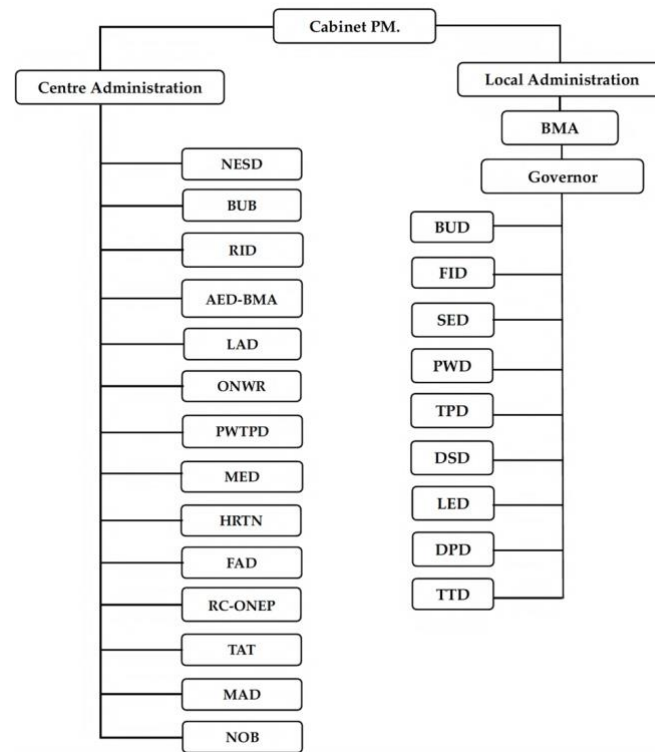 Cabinet PM.
Centre Administration
NESD
BUB
RID
AED-BMA
LAD
ONWR
PWTPD
MED
HRTN
FAD
RC-ONEP
TAT
MAD
NOB
Local Administration
BMA
Governor
BUD
FID
SED
PWD
TPD
DSD
LED
DPD
TTD